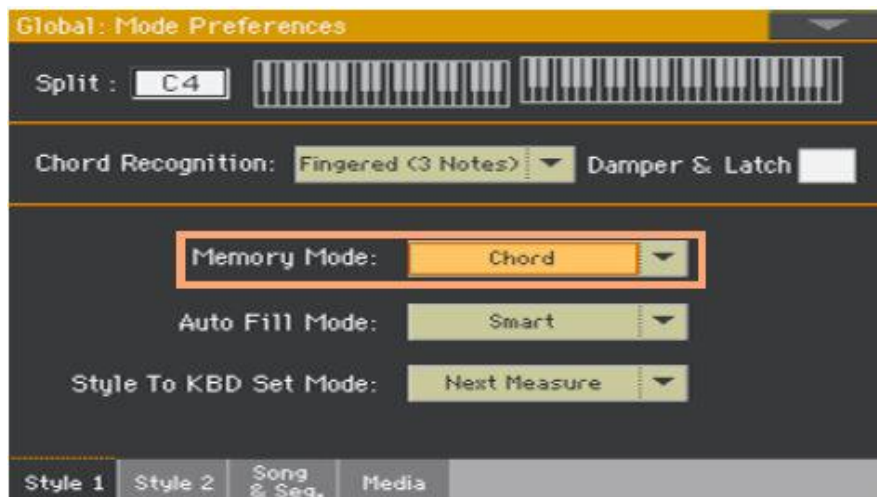 Global: Mode Preferences
Split : C4
Chord Recognition: Fingered (3 Notes) Damper & Latch
Memory Mode: Chord
Auto Fill Mode: Smart
Style To KBD Set Mode: Next Measure
Style 1 Style 2 Song & Seq. Media